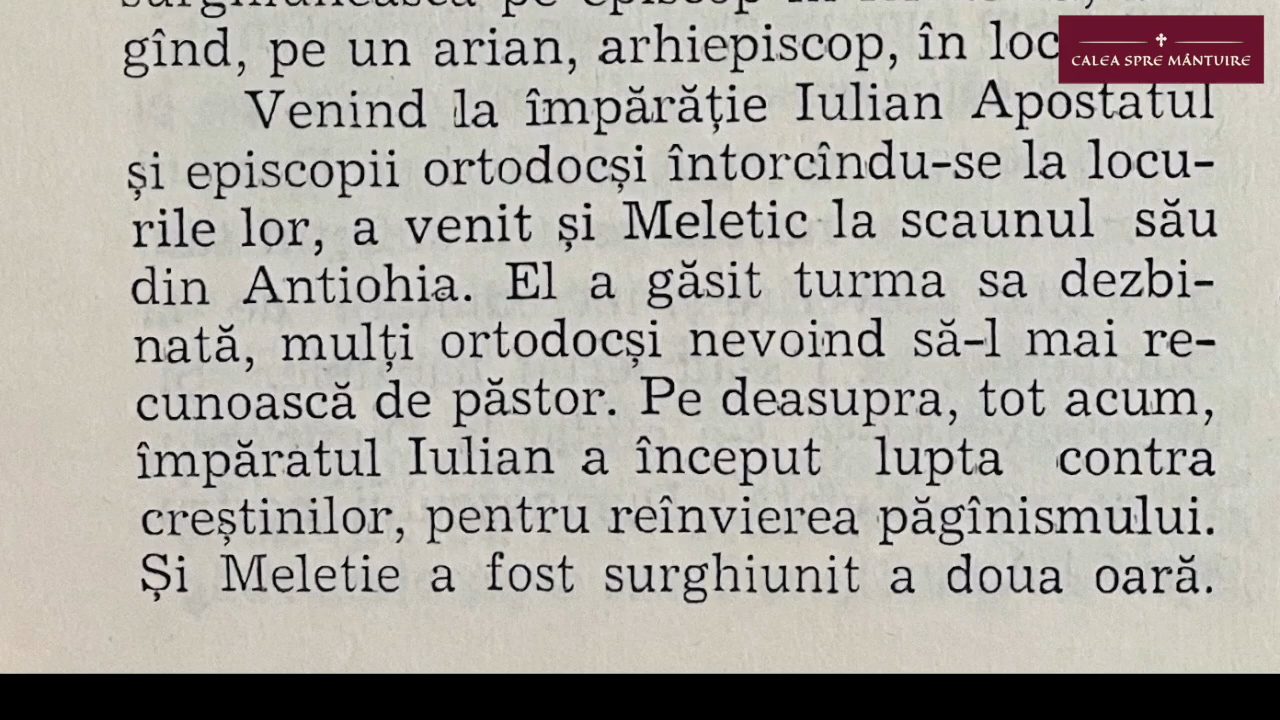 pe episcop în
gînd, pe un arian, arhiepiscop, în loc
CALEA SPRE MÂNTUIRE
Venind la împărăție Iulian Apostatul
și episcopii ortodocși întorcîndu-se la locu-
rile lor, a venit și Meletic la scaunul său
din Antiohia. El a găsit turma sa dezbi-
nată, mulți ortodocși nevoind să-l mai re-
cunoască de păstor. Pe deasupra, tot acum,
împăratul Iulian a început lupta contra
creștinilor, pentru reînvierea păgînismului.
Și Meletie a fost surghiunit a doua oară.